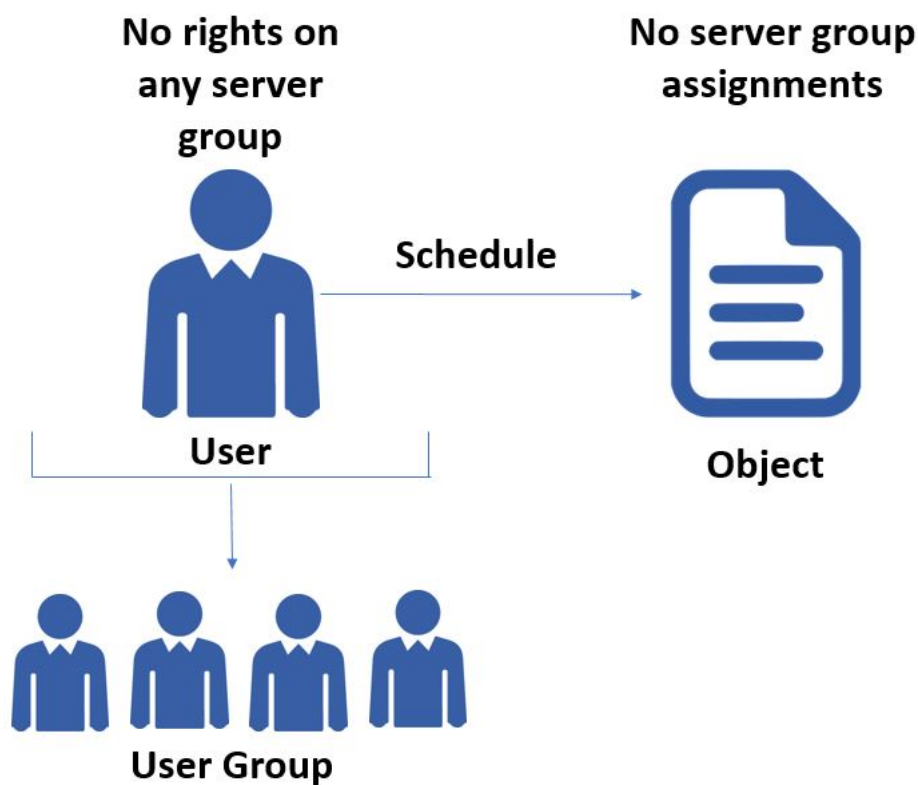 No rights on
any server
group
No server group
assignments
Schedule
User
Object
User Group